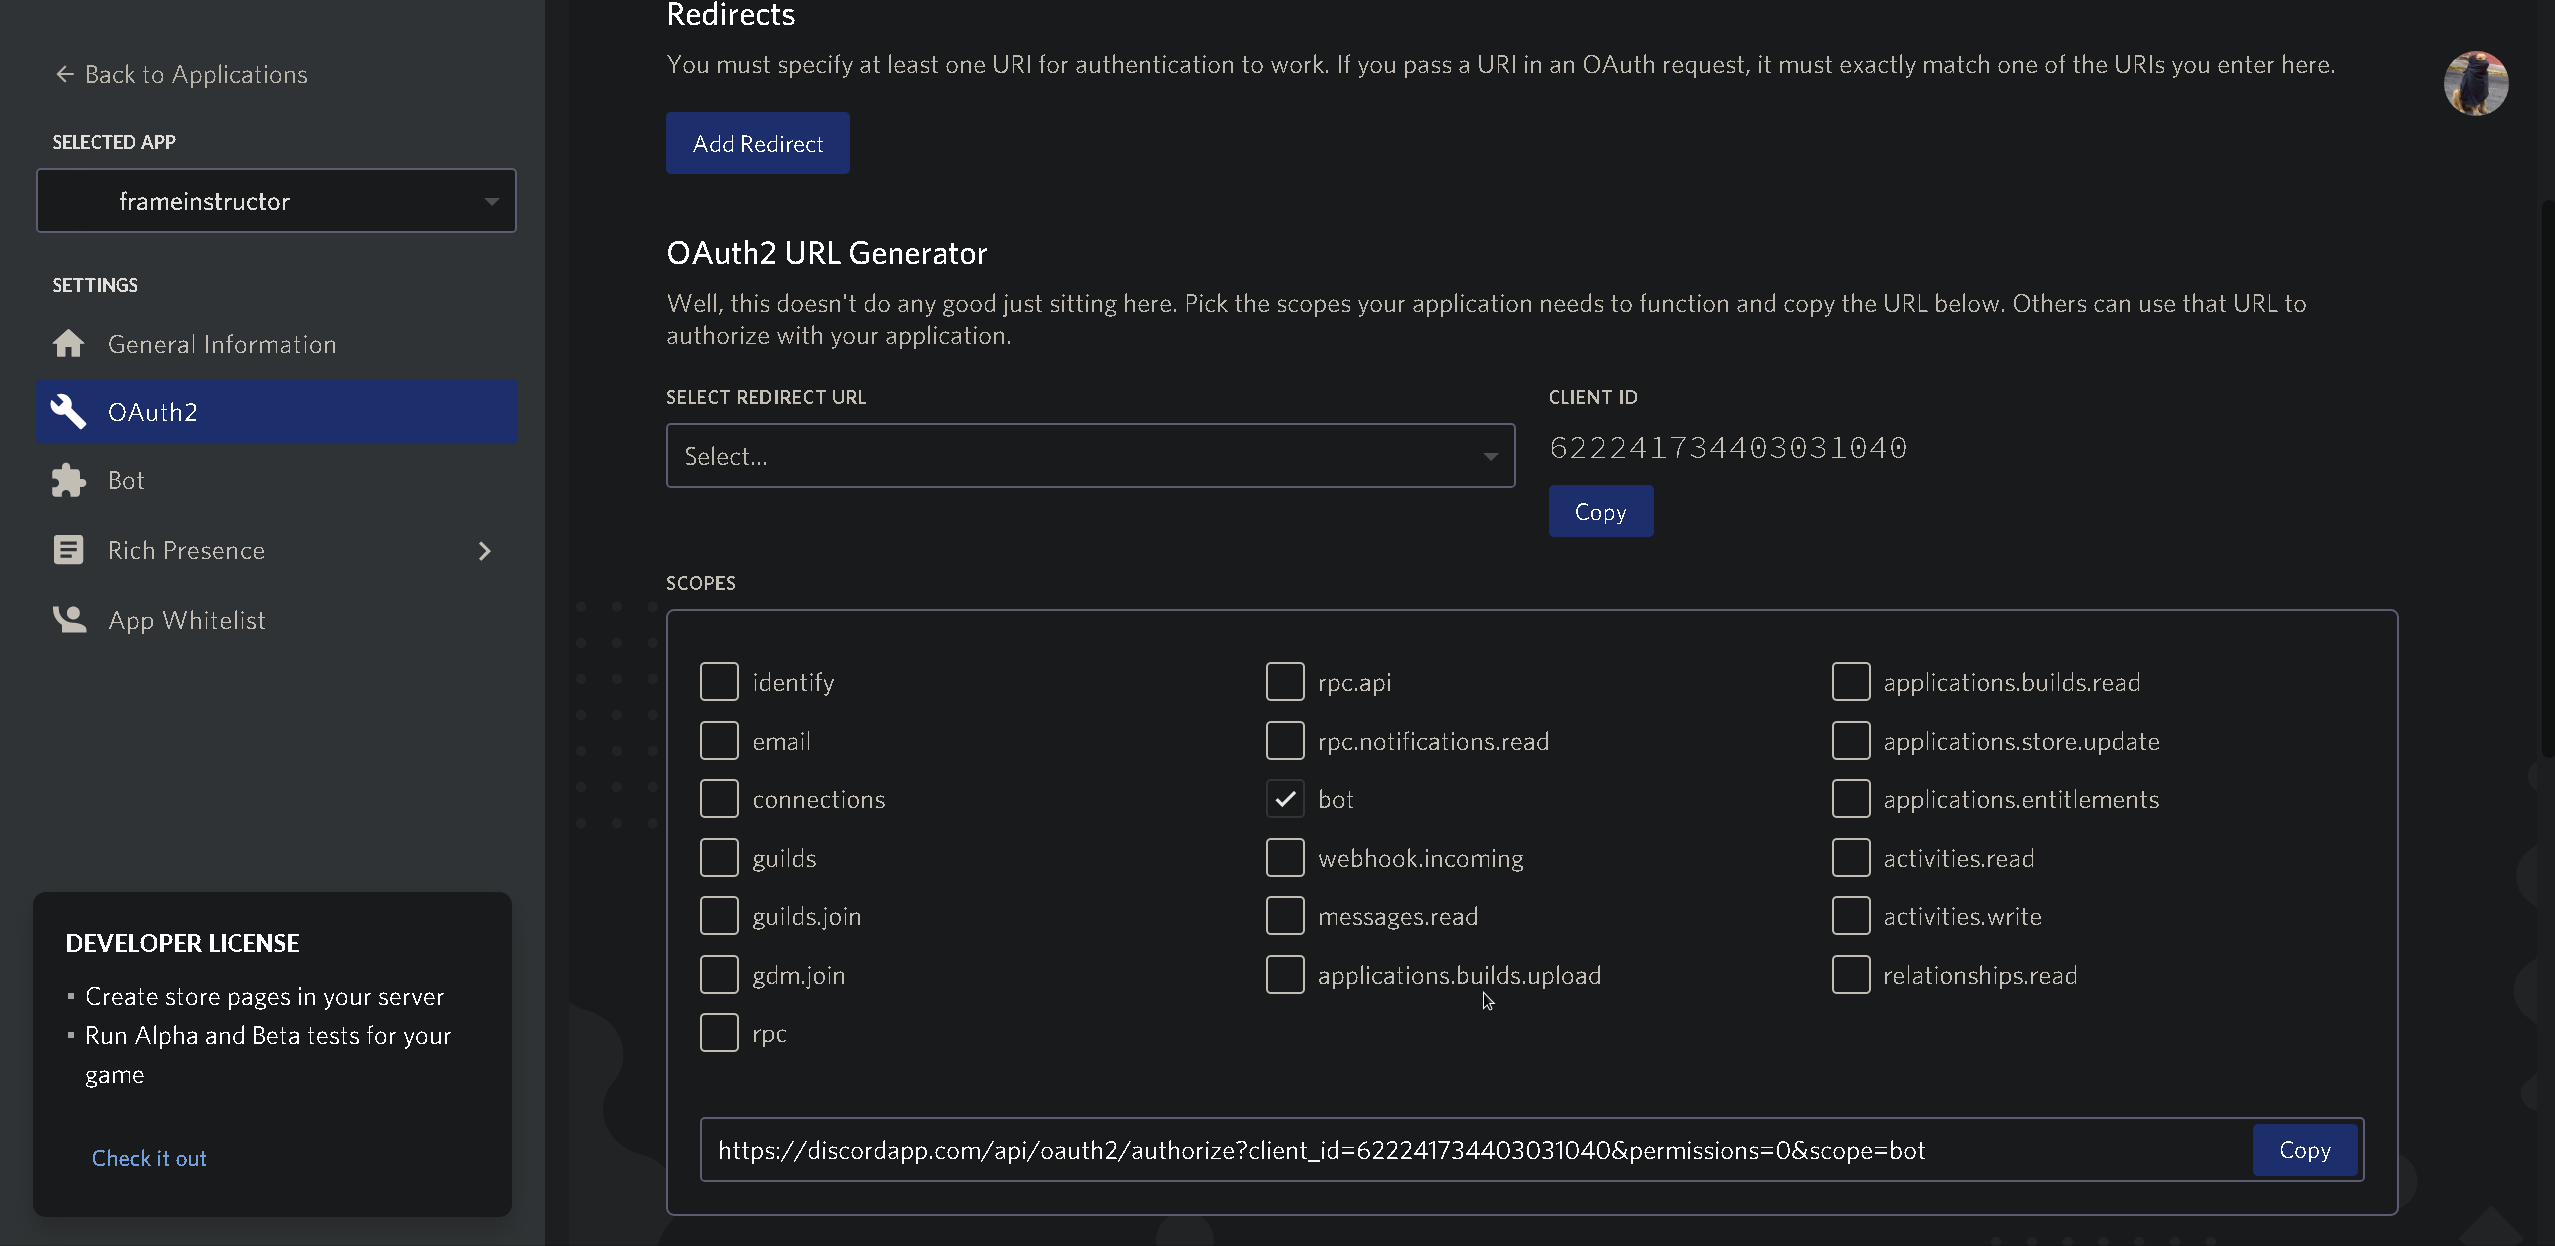 ← Back to Applications
SELECTED APP
frameinstructor
SETTINGS
General Information
OAuth2
Bot
Rich Presence
App Whitelist
DEVELOPER LICENSE
▪ Create store pages in your server
▪ Run Alpha and Beta tests for your
game
Check it out
Redirects
You must specify at least one URI for authentication to work. If you pass a URI in an OAuth request, it must exactly match one of the URIs you enter here.
Add Redirect
OAuth2 URL Generator
Well, this doesn't do any good just sitting here. Pick the scopes your application needs to function and copy the URL below. Others can use that URL to
authorize with your application.
SELECT REDIRECT URL
Select...
CLIENT ID
622241734403031040
Copy
SCOPES
identify
email
connections
guilds
guilds.join
gdm.join
rpc
rpc.api
rpc.notifications.read
bot
webhook.incoming
messages.read
applications.builds.upload
applications.builds.read
applications.store.update
applications.entitlements
activities.read
activities.write
relationships.read
https://discordapp.com/api/oauth2/authorize?client_id=622241734403031040&permissions=0&scope=bot
Copy